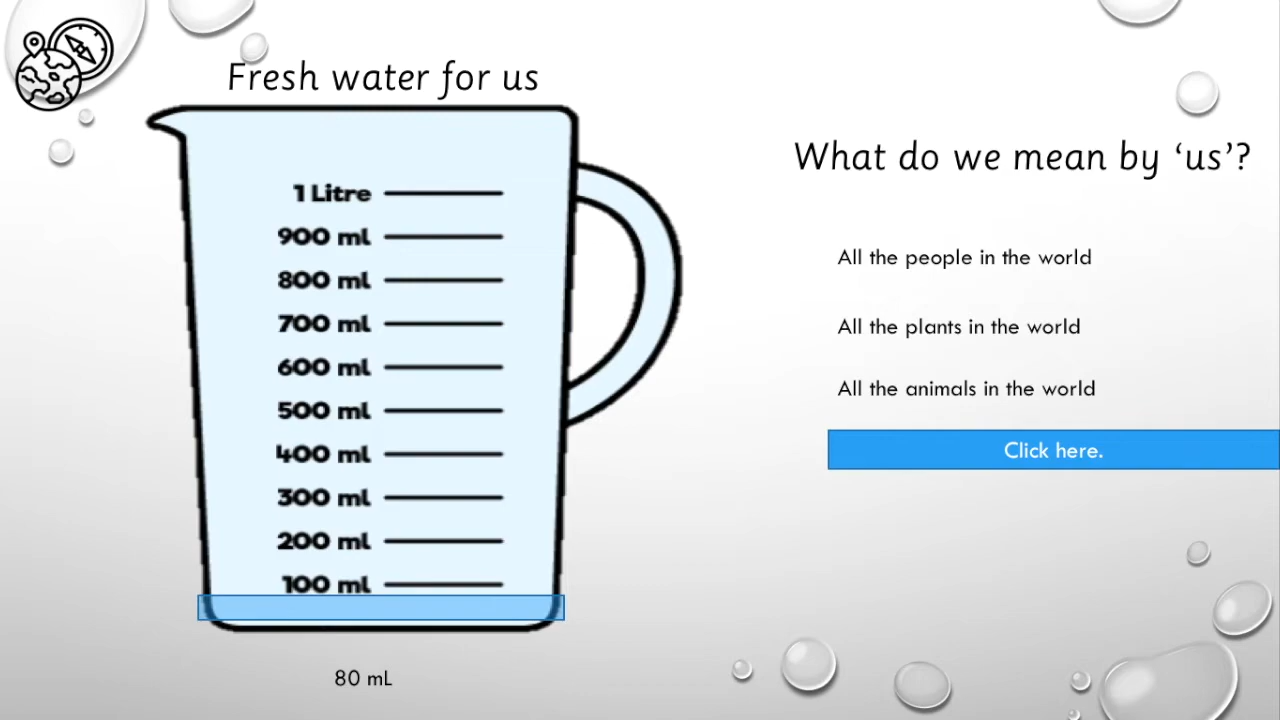 Fresh water for us
1 Litre
900 ml
800 ml
700 ml
600 ml
500 ml
400 ml
300 ml
200 ml
100 ml
80 mL
What do we mean by ‘us’?
All the people in the world
All the plants in the world
All the animals in the world
Click here.